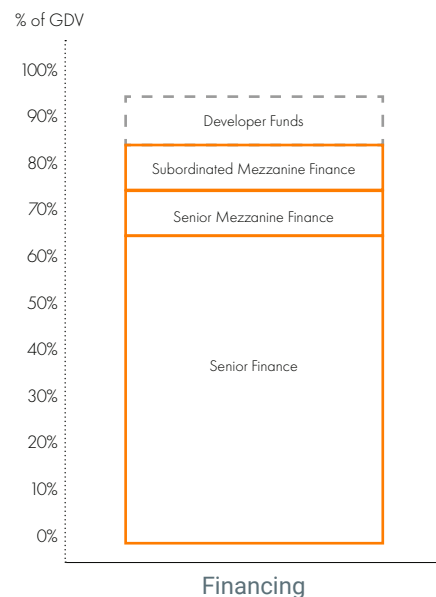 % of GDV
100%
90%
Developer Funds
80%
Subordinated Mezzanine Finance
70%
Senior Mezzanine Finance
60%
50%
40%
Senior Finance
30%
20%
10%
0%
Financing